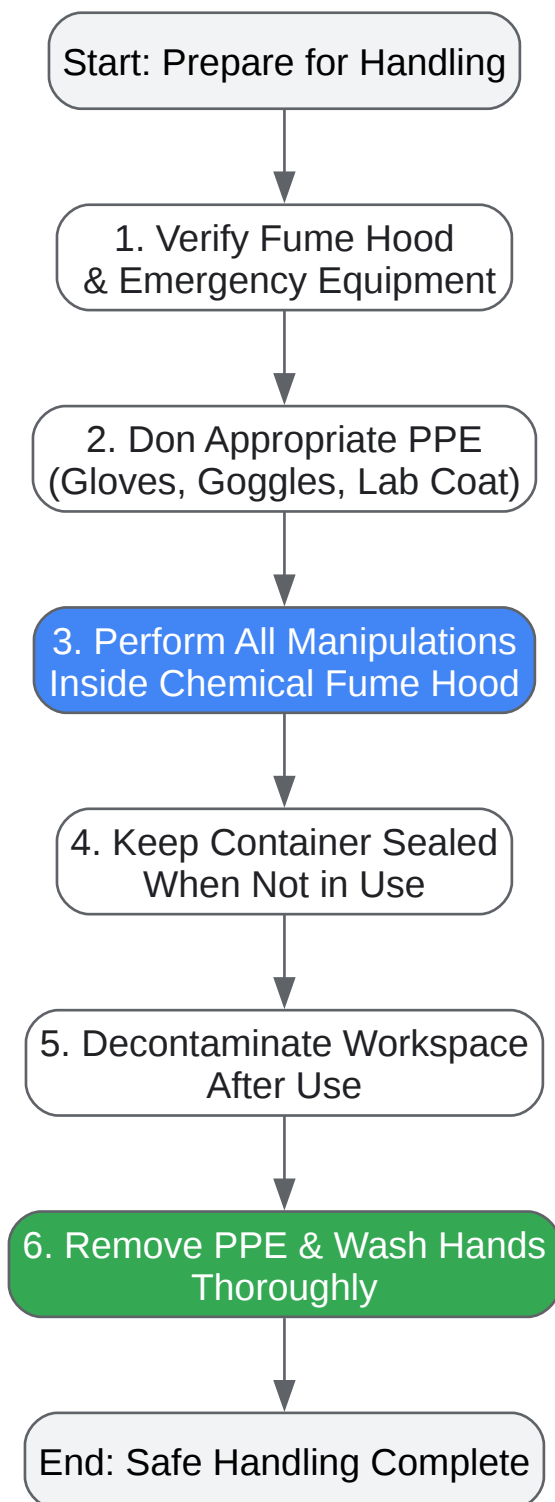 Start: Prepare for Handling
1. Verify Fume Hood
& Emergency Equipment
2. Don Appropriate PPE
(Gloves, Goggles, Lab Coat)
3. Perform All Manipulations
Inside Chemical Fume Hood
4. Keep Container Sealed
When Not in Use
5. Decontaminate Workspace
After Use
6. Remove PPE & Wash Hands
Thoroughly
End: Safe Handling Complete